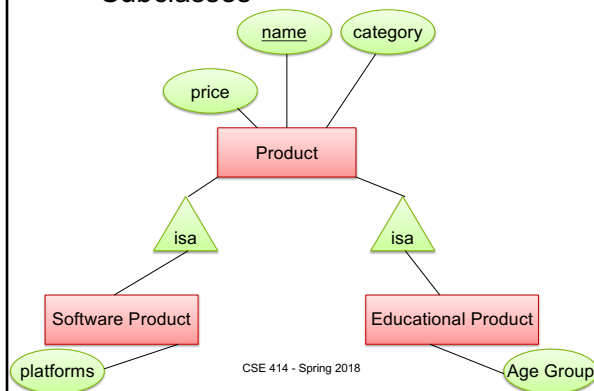 Subclasses
name
category
price
Product
isa
isa
Software Product
Educational Product
platforms
CSE 414 - Spring 2018
Age Group